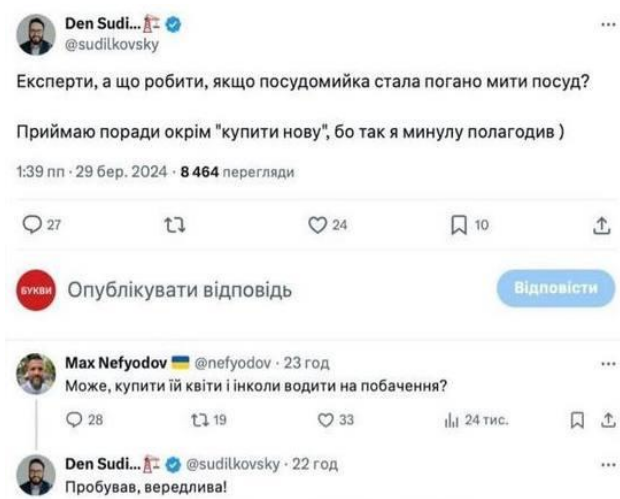 Den Sudi...
@sudilkovsky
Експерти, а що робити, якщо посудомийка стала погано мити посуд?
Приймаю поради окрім "купити нову", бо так я минулу полагодив )
1:39 пп · 29 бер. 2024 · 8 464 перегляди
27 24 10
БУКВИ Опублікувати відповідь Відповісти
Max Nefyodov @nefyodov · 23 год
Може, купити їй квіти і інколи водити на побачення?
28 19 33 24 тис.
Den Sudi... @sudilkovsky · 22 год
Пробував, вередлива!